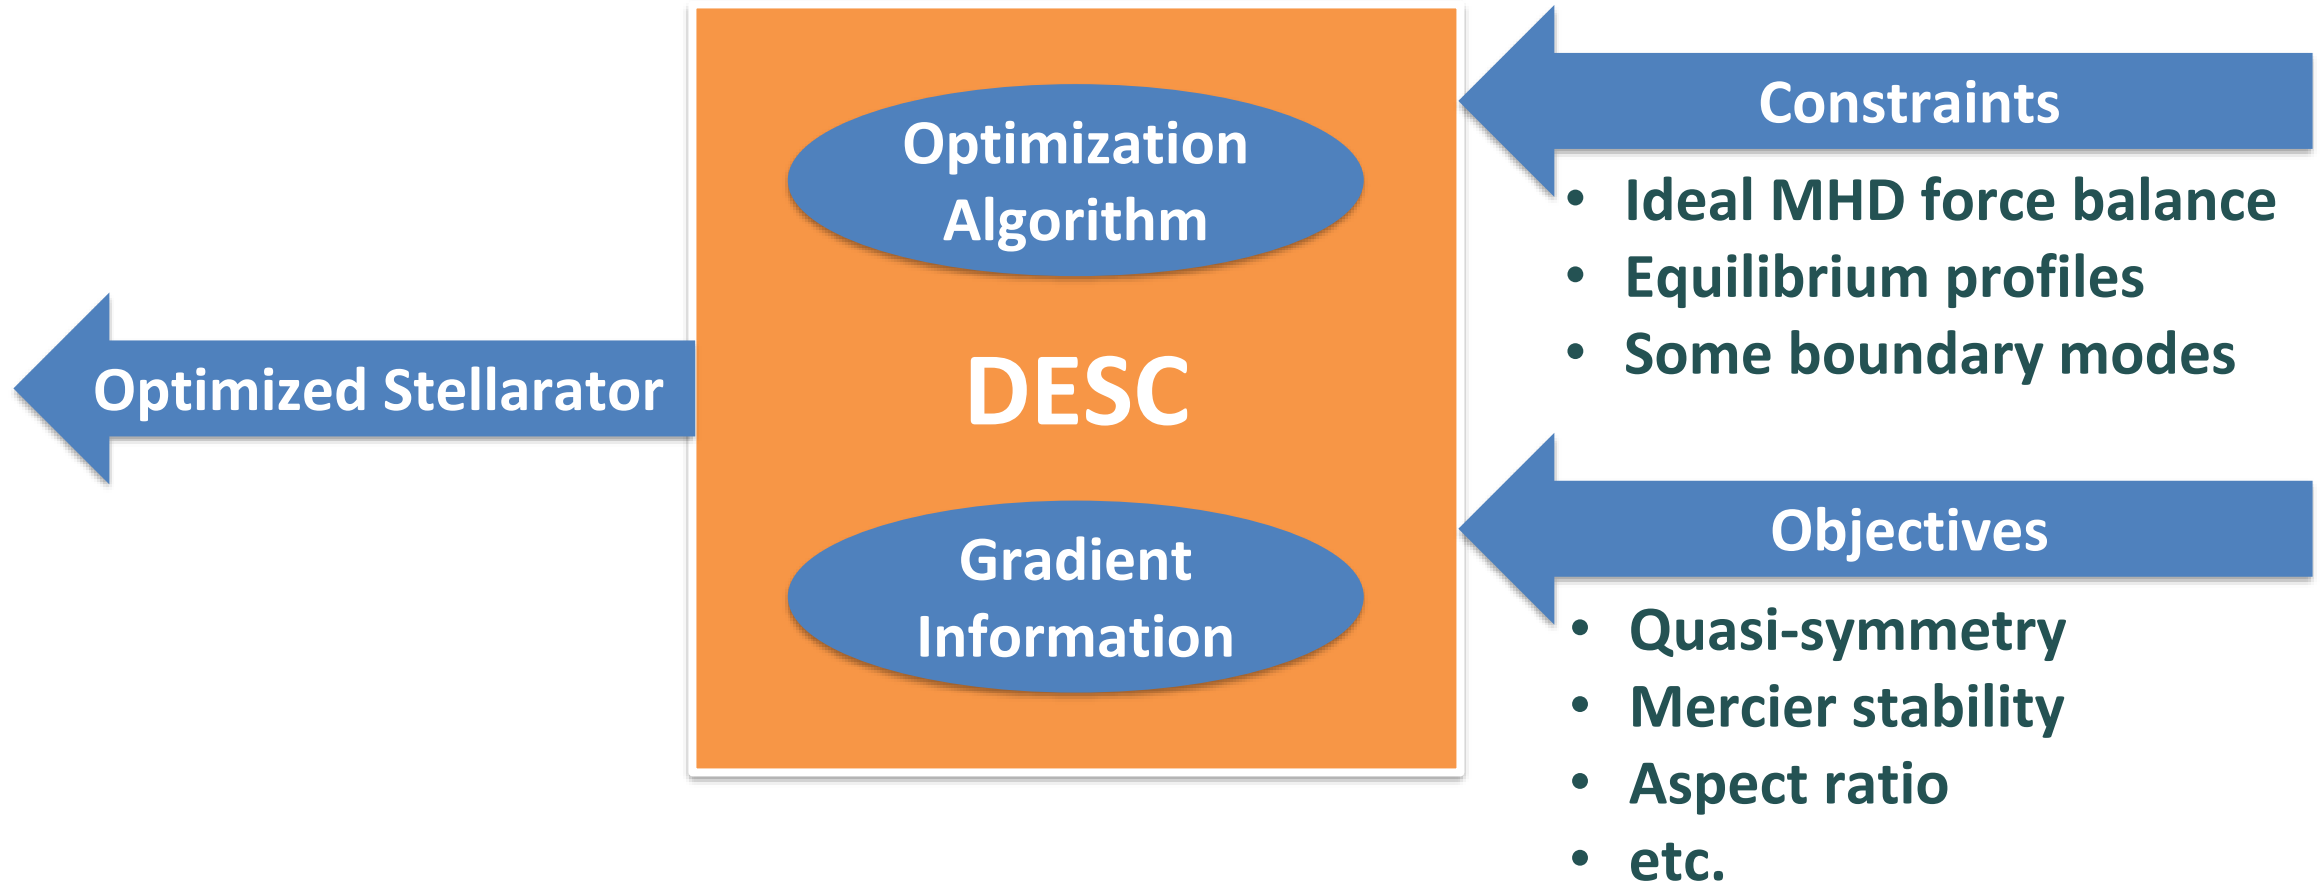 Optimized Stellarator
Optimization
Algorithm
DESC
Gradient
Information
Constraints
• Ideal MHD force balance
• Equilibrium profiles
• Some boundary modes
Objectives
• Quasi-symmetry
• Mercier stability
• Aspect ratio
• etc.